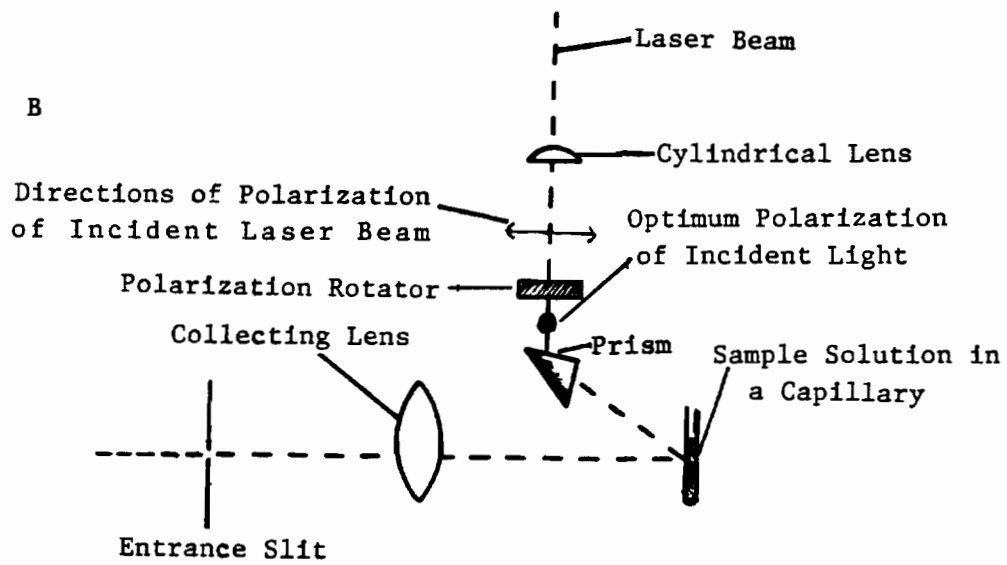 Laser Beam
B
Cylindrical Lens
Directions of Polarization
of Incident Laser Beam
Optimum Polarization
of Incident Light
Polarization Rotator
Collecting Lens
Prism
Sample Solution in
a Capillary
Entrance Slit